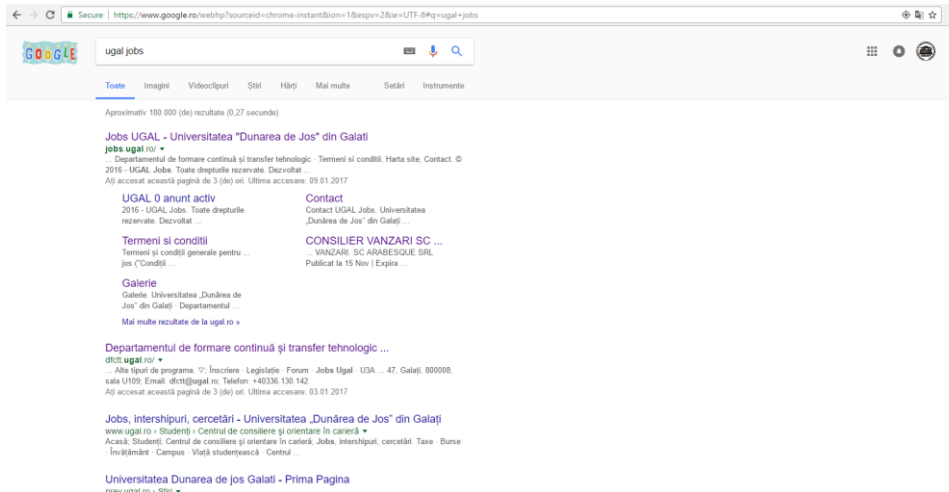 Secure | https://www.google.ro/webhp?sourceid=chrome-instant&ion=1&espv=2&ie=UTF-8#q=ugal+jobs
GOOGLE
ugal jobs
Toate Imagini Videoclipuri Știri Hărți Mai multe Setări Instrumente
Aproximativ 180.000 (de) rezultate (0,27 secunde)
Jobs UGAL - Universitatea "Dunarea de Jos" din Galati
jobs.ugal.ro/
... Departamentul de formare continuă și transfer tehnologic · Termeni si conditii; Harta site; Contact. ©
2016 - UGAL Jobs. Toate drepturile rezervate. Dezvoltat ...
Ați accesat această pagină de 3 (de) ori. Ultima accesare: 09.01.2017
UGAL 0 anunt activ
2016 - UGAL Jobs. Toate drepturile
rezervate. Dezvoltat ...
Contact
Contact UGAL Jobs. Universitatea
„Dunărea de Jos” din Galați ...
Termeni si conditii
Termeni și condiții generale pentru ...
jos ("Condiții ...
CONSILIER VANZARI SC ...
... VANZARI. SC ARABESQUE SRL
Publicat la 15 Nov | Expira ...
Galerie
Galerie. Universitatea „Dunărea de
Jos” din Galați · Departamentul ...
Mai multe rezultate de la ugal.ro »
Departamentul de formare continuă și transfer tehnologic ...
dfctt.ugal.ro/
... Alte tipuri de programe. ▽; Înscriere · Legislație · Forum · Jobs Ugal · U3A ... 47, Galați, 800008,
sala U109; Email: dfctt@ugal.ro; Telefon: +40336.130.142.
Ați accesat această pagină de 3 (de) ori. Ultima accesare: 03.01.2017
Jobs, intershipuri, cercetări - Universitatea „Dunărea de Jos” din Galați
www.ugal.ro › Studenți › Centrul de consiliere și orientare în carieră
Acasă; Studenți; Centrul de consiliere și orientare în carieră; Jobs, intershipuri, cercetări. Taxe · Burse
· Învățământ · Campus · Viață studențească · Centrul ...
Universitatea Dunarea de jos Galati - Prima Pagina
prev.ugal.ro › Stiri